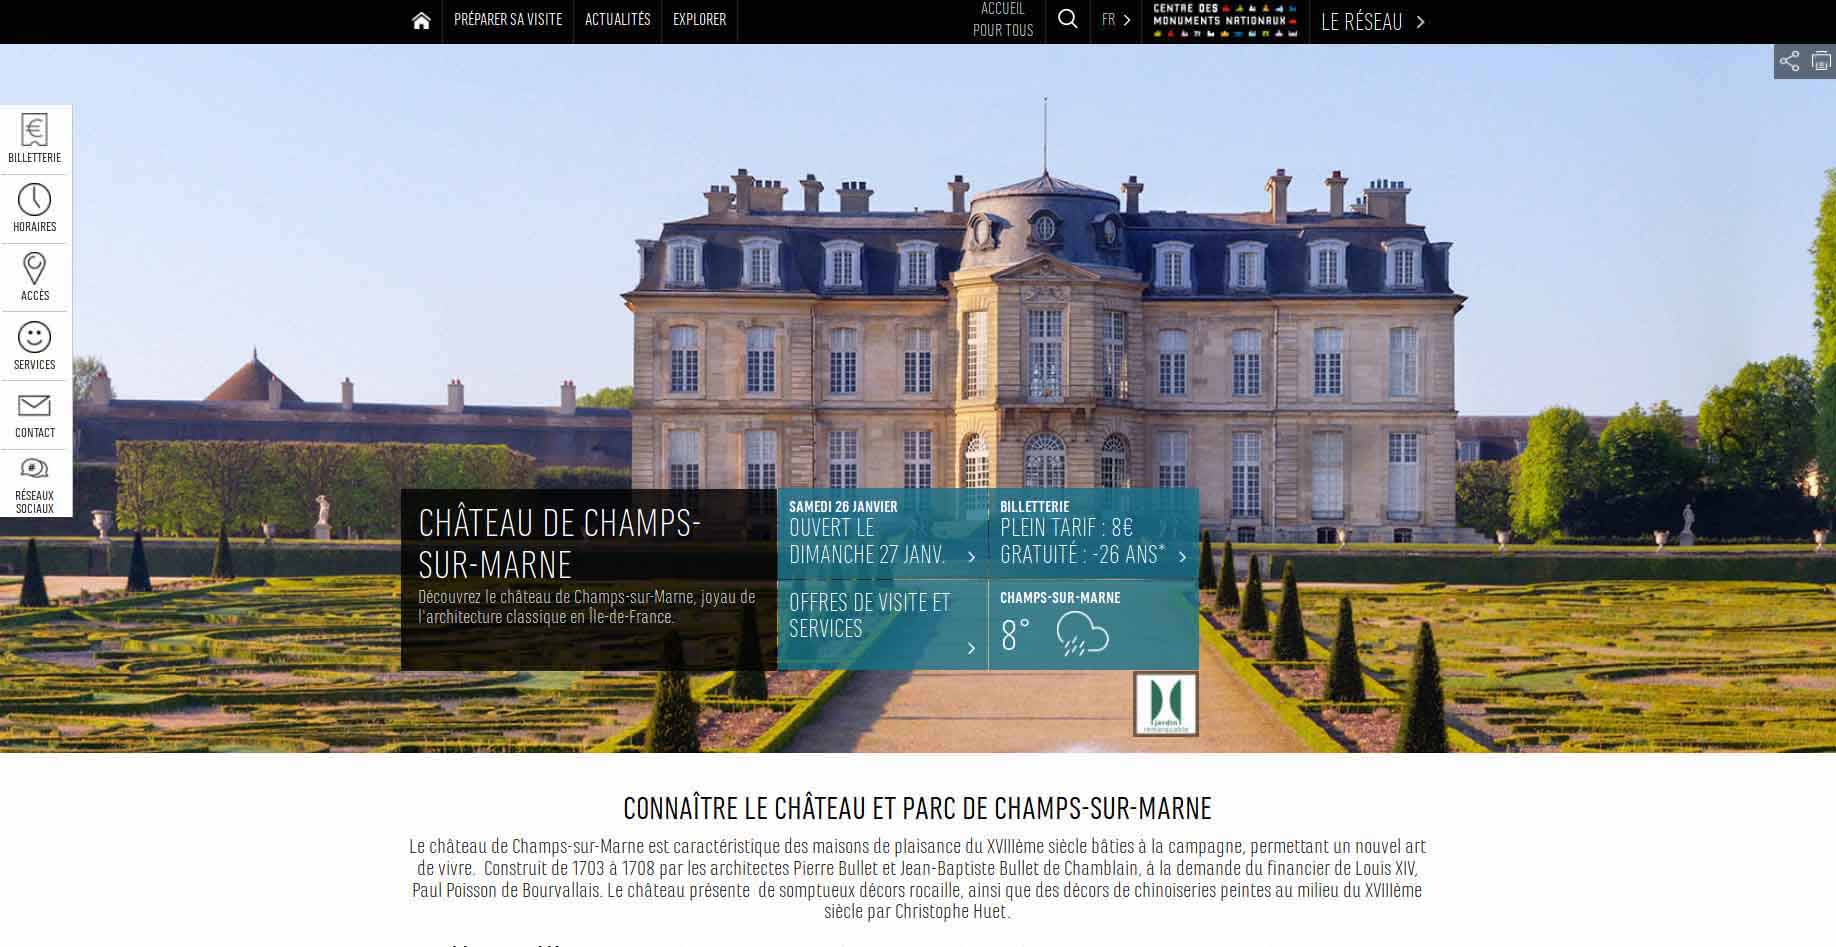 PRÉPARER SA VISITE
ACTUALITÉS
EXPLORER
ACCUEIL
POUR TOUS
FR
CENTRE DES
MONUMENTS NATIONAUX
LE RÉSEAU
BILLETTERIE
HORAIRES
ACCÈS
SERVICES
CONTACT
#
RÉSEAUX
SOCIAUX
CHÂTEAU DE CHAMPS-
SUR-MARNE
Découvrez le château de Champs-sur-Marne, joyau de
l'architecture classique en Île-de-France.
SAMEDI 26 JANVIER
OUVERT LE
DIMANCHE 27 JANV.
BILLETTERIE
PLEIN TARIF : 8€
GRATUITÉ : -26 ANS*
OFFRES DE VISITE ET
SERVICES
CHAMPS-SUR-MARNE
8°
jardin
remarquable
CONNAÎTRE LE CHÂTEAU ET PARC DE CHAMPS-SUR-MARNE
Le château de Champs-sur-Marne est caractéristique des maisons de plaisance du XVIIIème siècle bâties à la campagne, permettant un nouvel art
de vivre. Construit de 1703 à 1708 par les architectes Pierre Bullet et Jean-Baptiste Bullet de Chamblain, à la demande du financier de Louis XIV,
Paul Poisson de Bourvallais. Le château présente de somptueux décors rocaille, ainsi que des décors de chinoiseries peintes au milieu du XVIIIème
siècle par Christophe Huet.